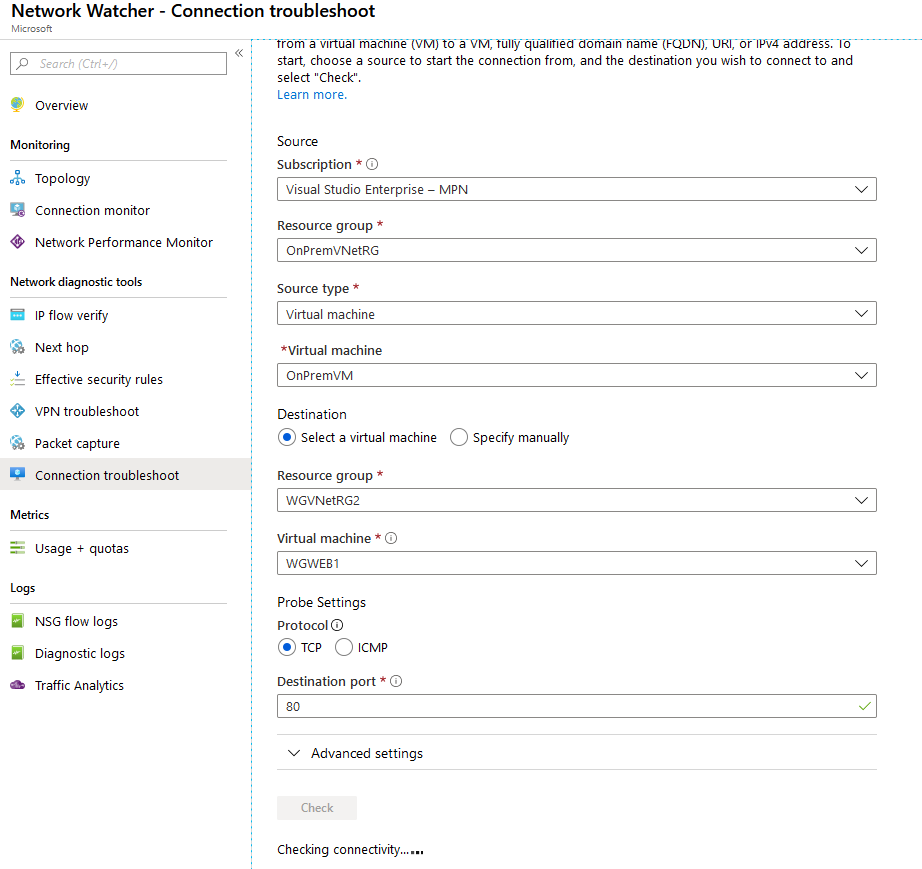 Network Watcher - Connection troubleshoot
Microsoft
Search (Ctrl+/)
«
Overview
Monitoring
Topology
Connection monitor
Network Performance Monitor
Network diagnostic tools
IP flow verify
Next hop
Effective security rules
VPN troubleshoot
Packet capture
Connection troubleshoot
Metrics
Usage + quotas
Logs
NSG flow logs
Diagnostic logs
Traffic Analytics
from a virtual machine (VM) to a VM, fully qualified domain name (FQDN), URI, or IPv4 address. To
start, choose a source to start the connection from, and the destination you wish to connect to and
select "Check".
Learn more.
Source
Subscription *
Visual Studio Enterprise – MPN
Resource group *
OnPremVNetRG
Source type *
Virtual machine
*Virtual machine
OnPremVM
Destination
Select a virtual machine Specify manually
Resource group *
WGVNetRG2
Virtual machine *
WGWEB1
Probe Settings
Protocol
TCP ICMP
Destination port *
80
Advanced settings
Check
Checking connectivity...